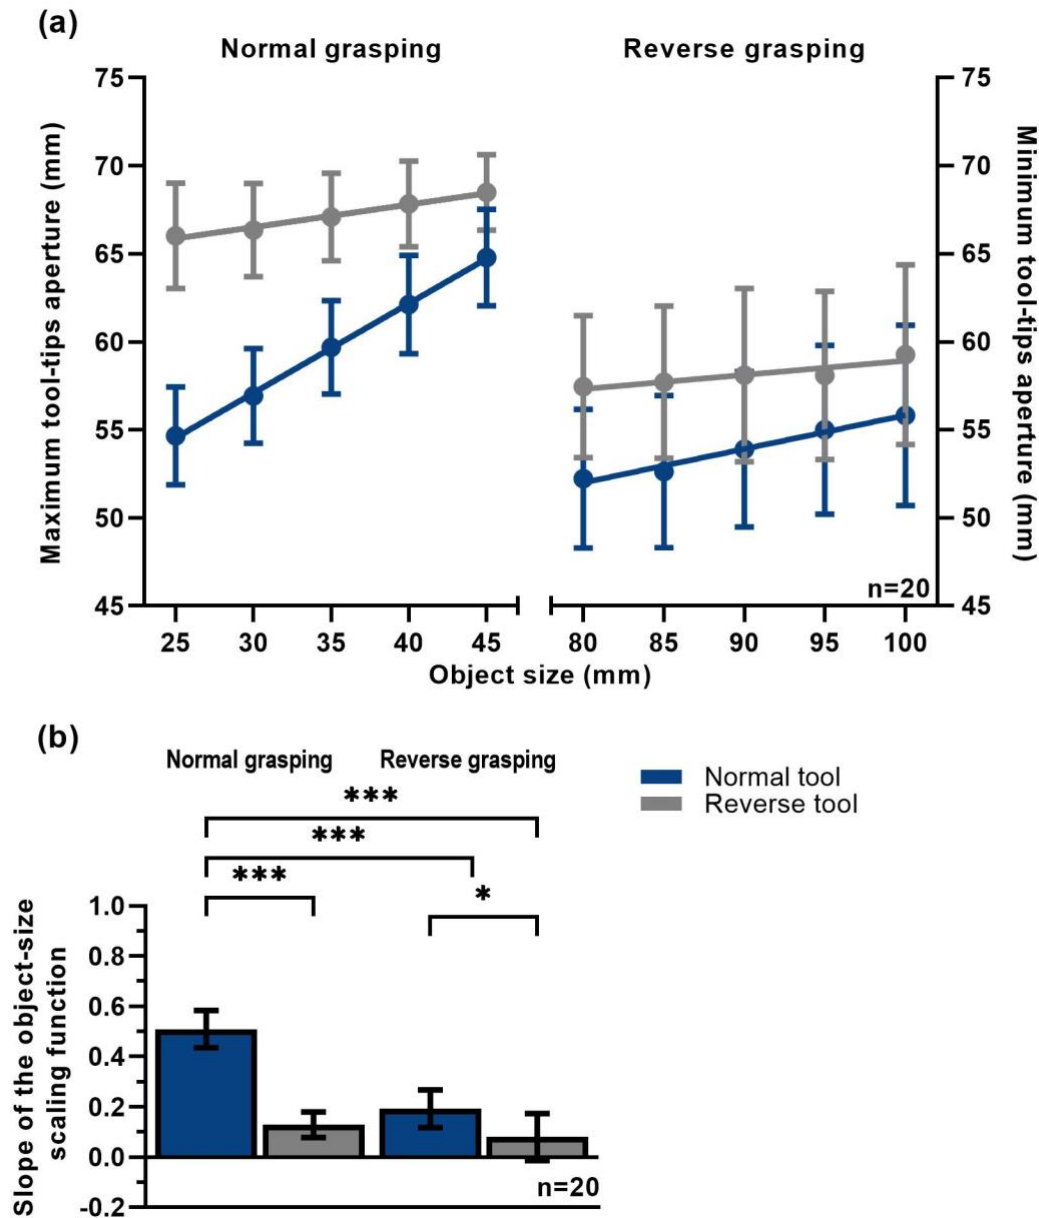 (a)
Normal grasping
Reverse grasping
Maximum tool-tips aperture (mm)
75
70
65
60
55
50
45
75
70
65
60
55
50
45
Minimum tool-tips aperture (mm)
n=20
25 30 35 40 45 80 85 90 95 100
Object size (mm)
(b)
Normal grasping Reverse grasping
Normal tool
Reverse tool
***
***
***
*
Slope of the object-size
scaling function
1.0
0.8
0.6
0.4
0.2
0.0
-0.2
n=20